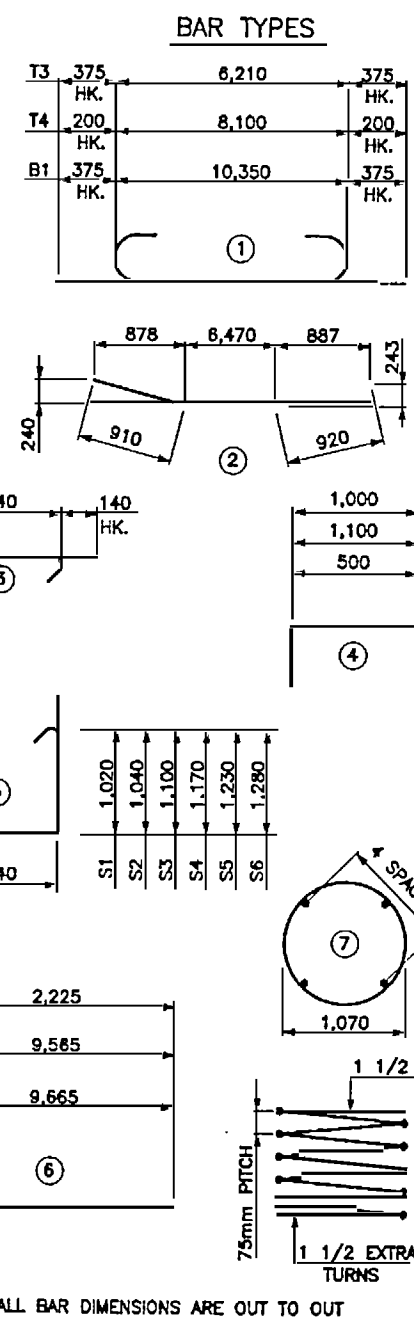 BAR TYPES
T3 375 6,210 375
HK. HK.
T4 200 8,100 200
HK. HK.
B1 375 10,350 375
HK. HK.
1
878 6,470 887
240 243
910 920
2
140
HK.
1,000
1,100
500
4
1,020 1,040 1,100 1,170 1,230 1,280
S1 S2 S3 S4 S5 S6
7
1,070
2,225
9,565
9,665
6
1 1/2
75mm PITCH
1 1/2 EXTRA
TURNS
ALL BAR DIMENSIONS ARE OUT TO OUT